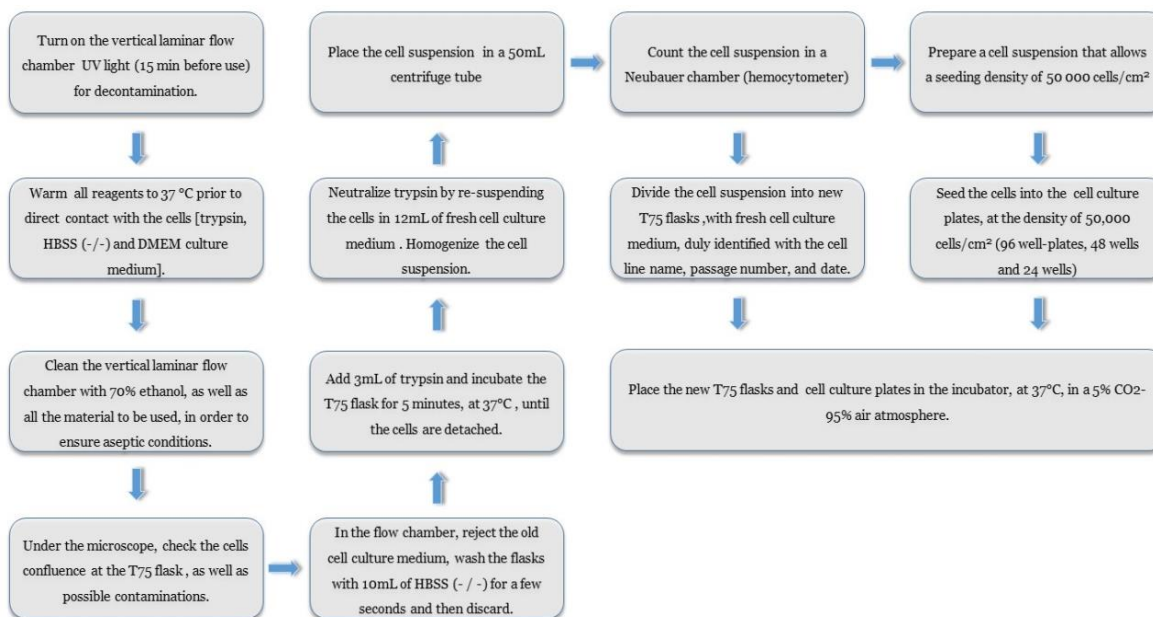 Turn on the vertical laminar flow
chamber UV light (15 min before use)
for decontamination.
Warm all reagents to 37 °C prior to
direct contact with the cells [trypsin,
HBSS (-/-) and DMEM culture
medium].
Clean the vertical laminar flow
chamber with 70% ethanol, as well as
all the material to be used, in order to
ensure aseptic conditions.
Under the microscope, check the cells
confluence at the T75 flask , as well as
possible contaminations.
In the flow chamber, reject the old
cell culture medium, wash the flasks
with 10mL of HBSS (- / -) for a few
seconds and then discard.
Add 3mL of trypsin and incubate the
T75 flask for 5 minutes, at 37°C , until
the cells are detached.
Neutralize trypsin by re-suspending
the cells in 12mL of fresh cell culture
medium . Homogenize the cell
suspension.
Place the cell suspension in a 50mL
centrifuge tube
Count the cell suspension in a
Neubauer chamber (hemocytometer)
Divide the cell suspension into new
T75 flasks ,with fresh cell culture
medium, duly identified with the cell
line name, passage number, and date.
Prepare a cell suspension that allows
a seeding density of 50 000 cells/cm²
Seed the cells into the cell culture
plates, at the density of 50,000
cells/cm² (96 well-plates, 48 wells
and 24 wells)
Place the new T75 flasks and cell culture plates in the incubator, at 37°C, in a 5% CO2-
95% air atmosphere.